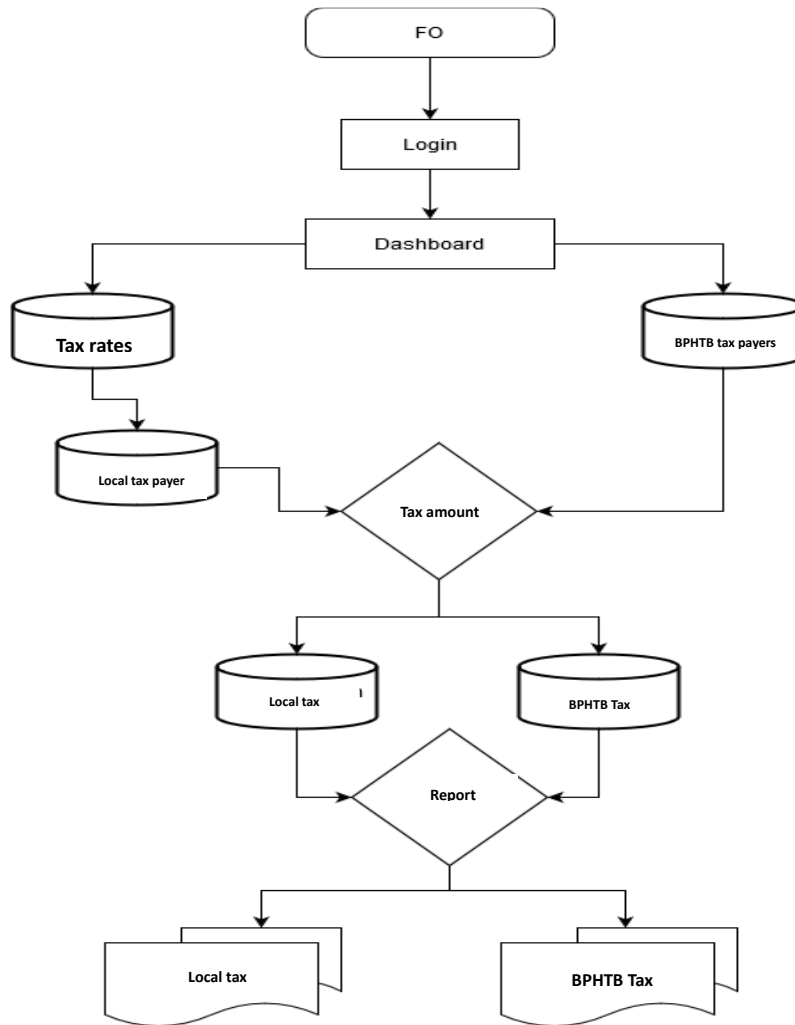 FO
Login
Dashboard
Tax rates
BPHTB tax payers
Local tax payer
Tax amount
Local tax
BPHTB Tax
Report
Local tax
BPHTB Tax